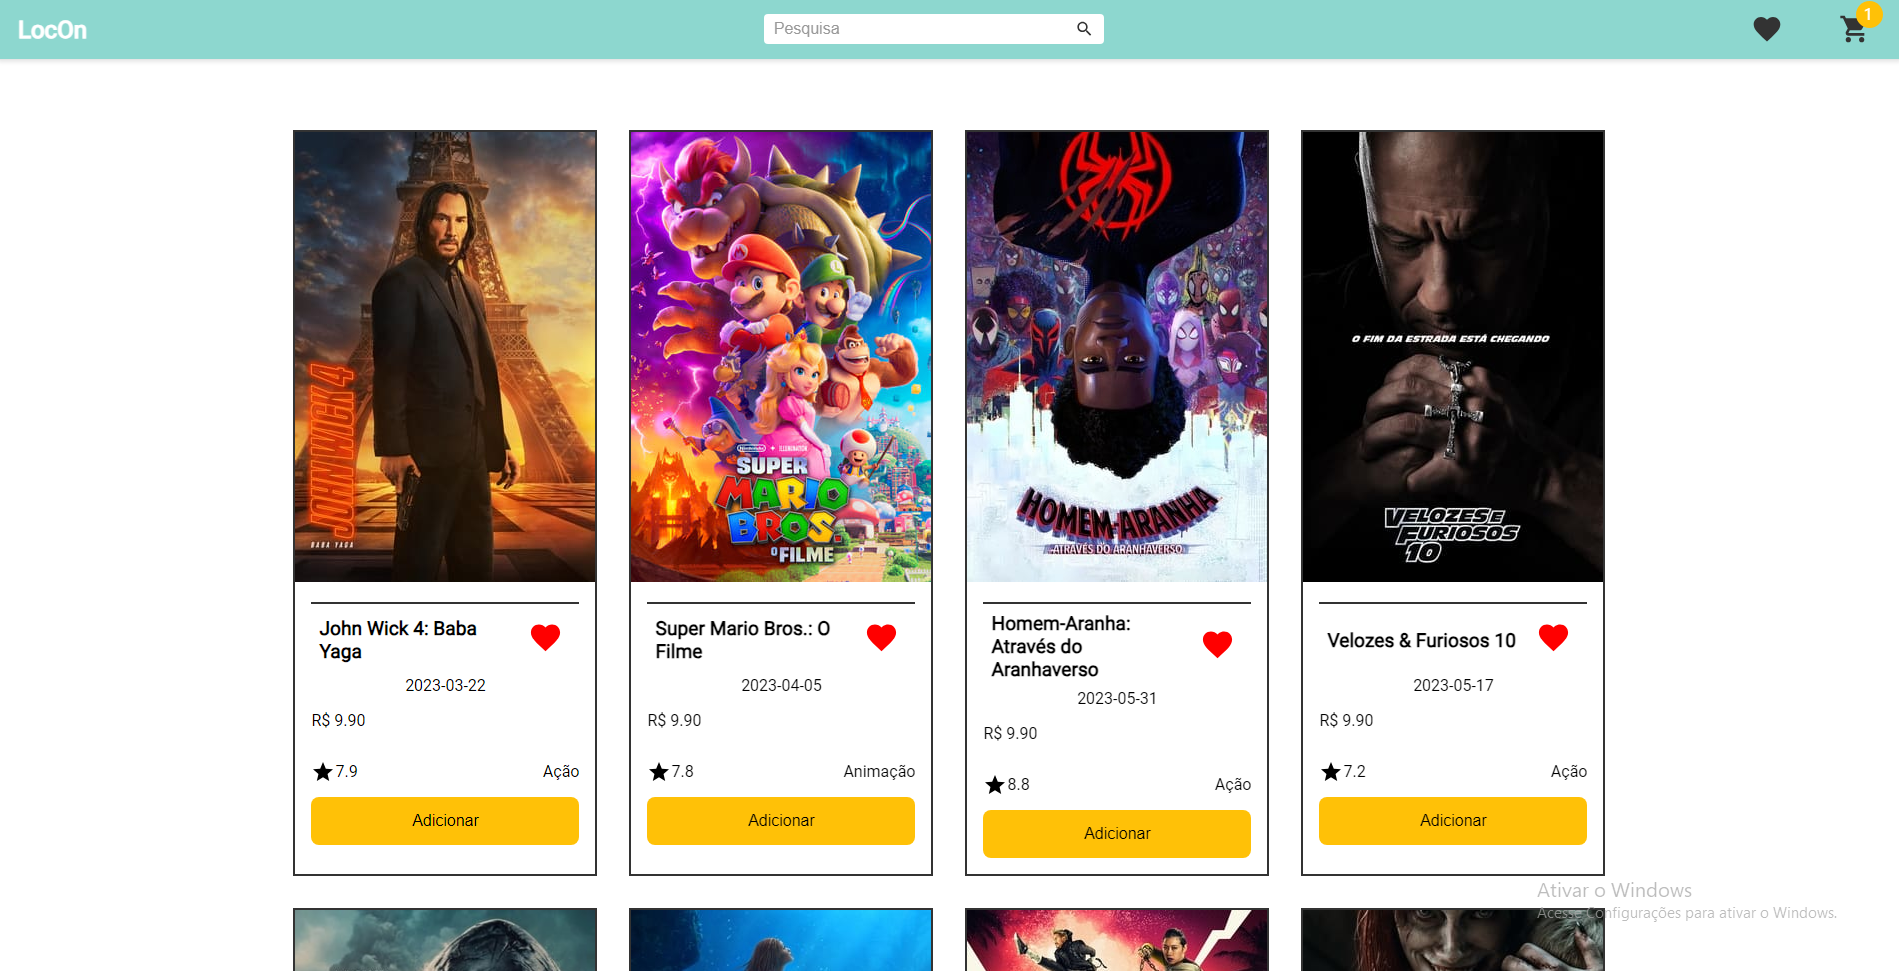 LocOn
Pesquisa
1
JOHN WICK 4
BABA YAGA
Nintendo + ILLUMINATION
SUPER
MARIO
BROS.
O FILME
HOMEM-ARANHA
ATRAVÉS DO ARANHAVERSO
O FIM DA ESTRADA ESTÁ CHEGANDO
VELOZES E
FURIOSOS
10
John Wick 4: Baba
Yaga
2023-03-22
R$ 9.90
7.9
Ação
Adicionar
Super Mario Bros.: O
Filme
2023-04-05
R$ 9.90
7.8
Animação
Adicionar
Homem-Aranha:
Através do
Aranhaverso
2023-05-31
R$ 9.90
8.8
Ação
Adicionar
Velozes & Furiosos 10
2023-05-17
R$ 9.90
7.2
Ação
Adicionar
Ativar o Windows
Acesse Configurações para ativar o Windows.